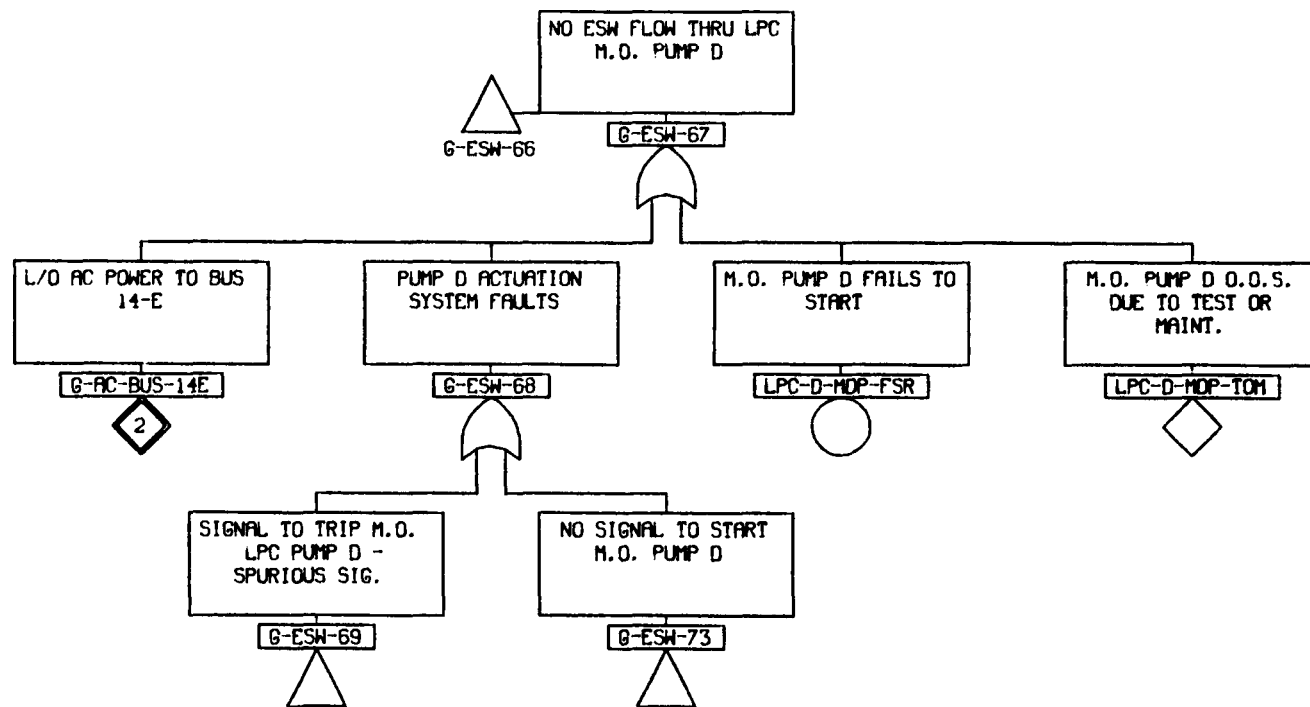 NO ESW FLOW THRU LPC
M.O. PUMP D
G-ESW-66
G-ESW-67
L/O AC POWER TO BUS
14-E
G-AC-BUS-14E
2
PUMP D ACTUATION
SYSTEM FAULTS
G-ESW-68
M.O. PUMP D FAILS TO
START
LPC-D-MDP-FSR
M.O. PUMP D O.O.S.
DUE TO TEST OR
MAINT.
LPC-D-MDP-TOM
SIGNAL TO TRIP M.O.
LPC PUMP D -
SPURIOUS SIG.
G-ESW-69
NO SIGNAL TO START
M.O. PUMP D
G-ESW-73